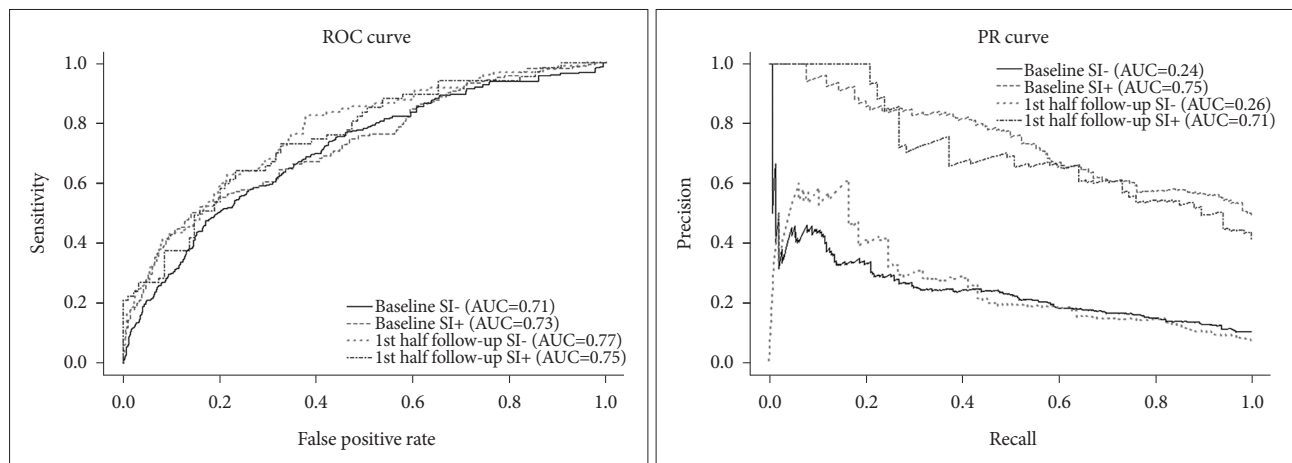 ROC curve
1.0
0.8
0.6
0.4
0.2
0.0
Sensitivity
Baseline SI- (AUC=0.71)
Baseline SI+ (AUC=0.73)
1st half follow-up SI- (AUC=0.77)
1st half follow-up SI+ (AUC=0.75)
0.0 0.2 0.4 0.6 0.8 1.0
False positive rate
PR curve
1.0
0.8
0.6
0.4
0.2
0.0
Precision
Baseline SI- (AUC=0.24)
Baseline SI+ (AUC=0.75)
1st half follow-up SI- (AUC=0.26)
1st half follow-up SI+ (AUC=0.71)
0.0 0.2 0.4 0.6 0.8 1.0
Recall